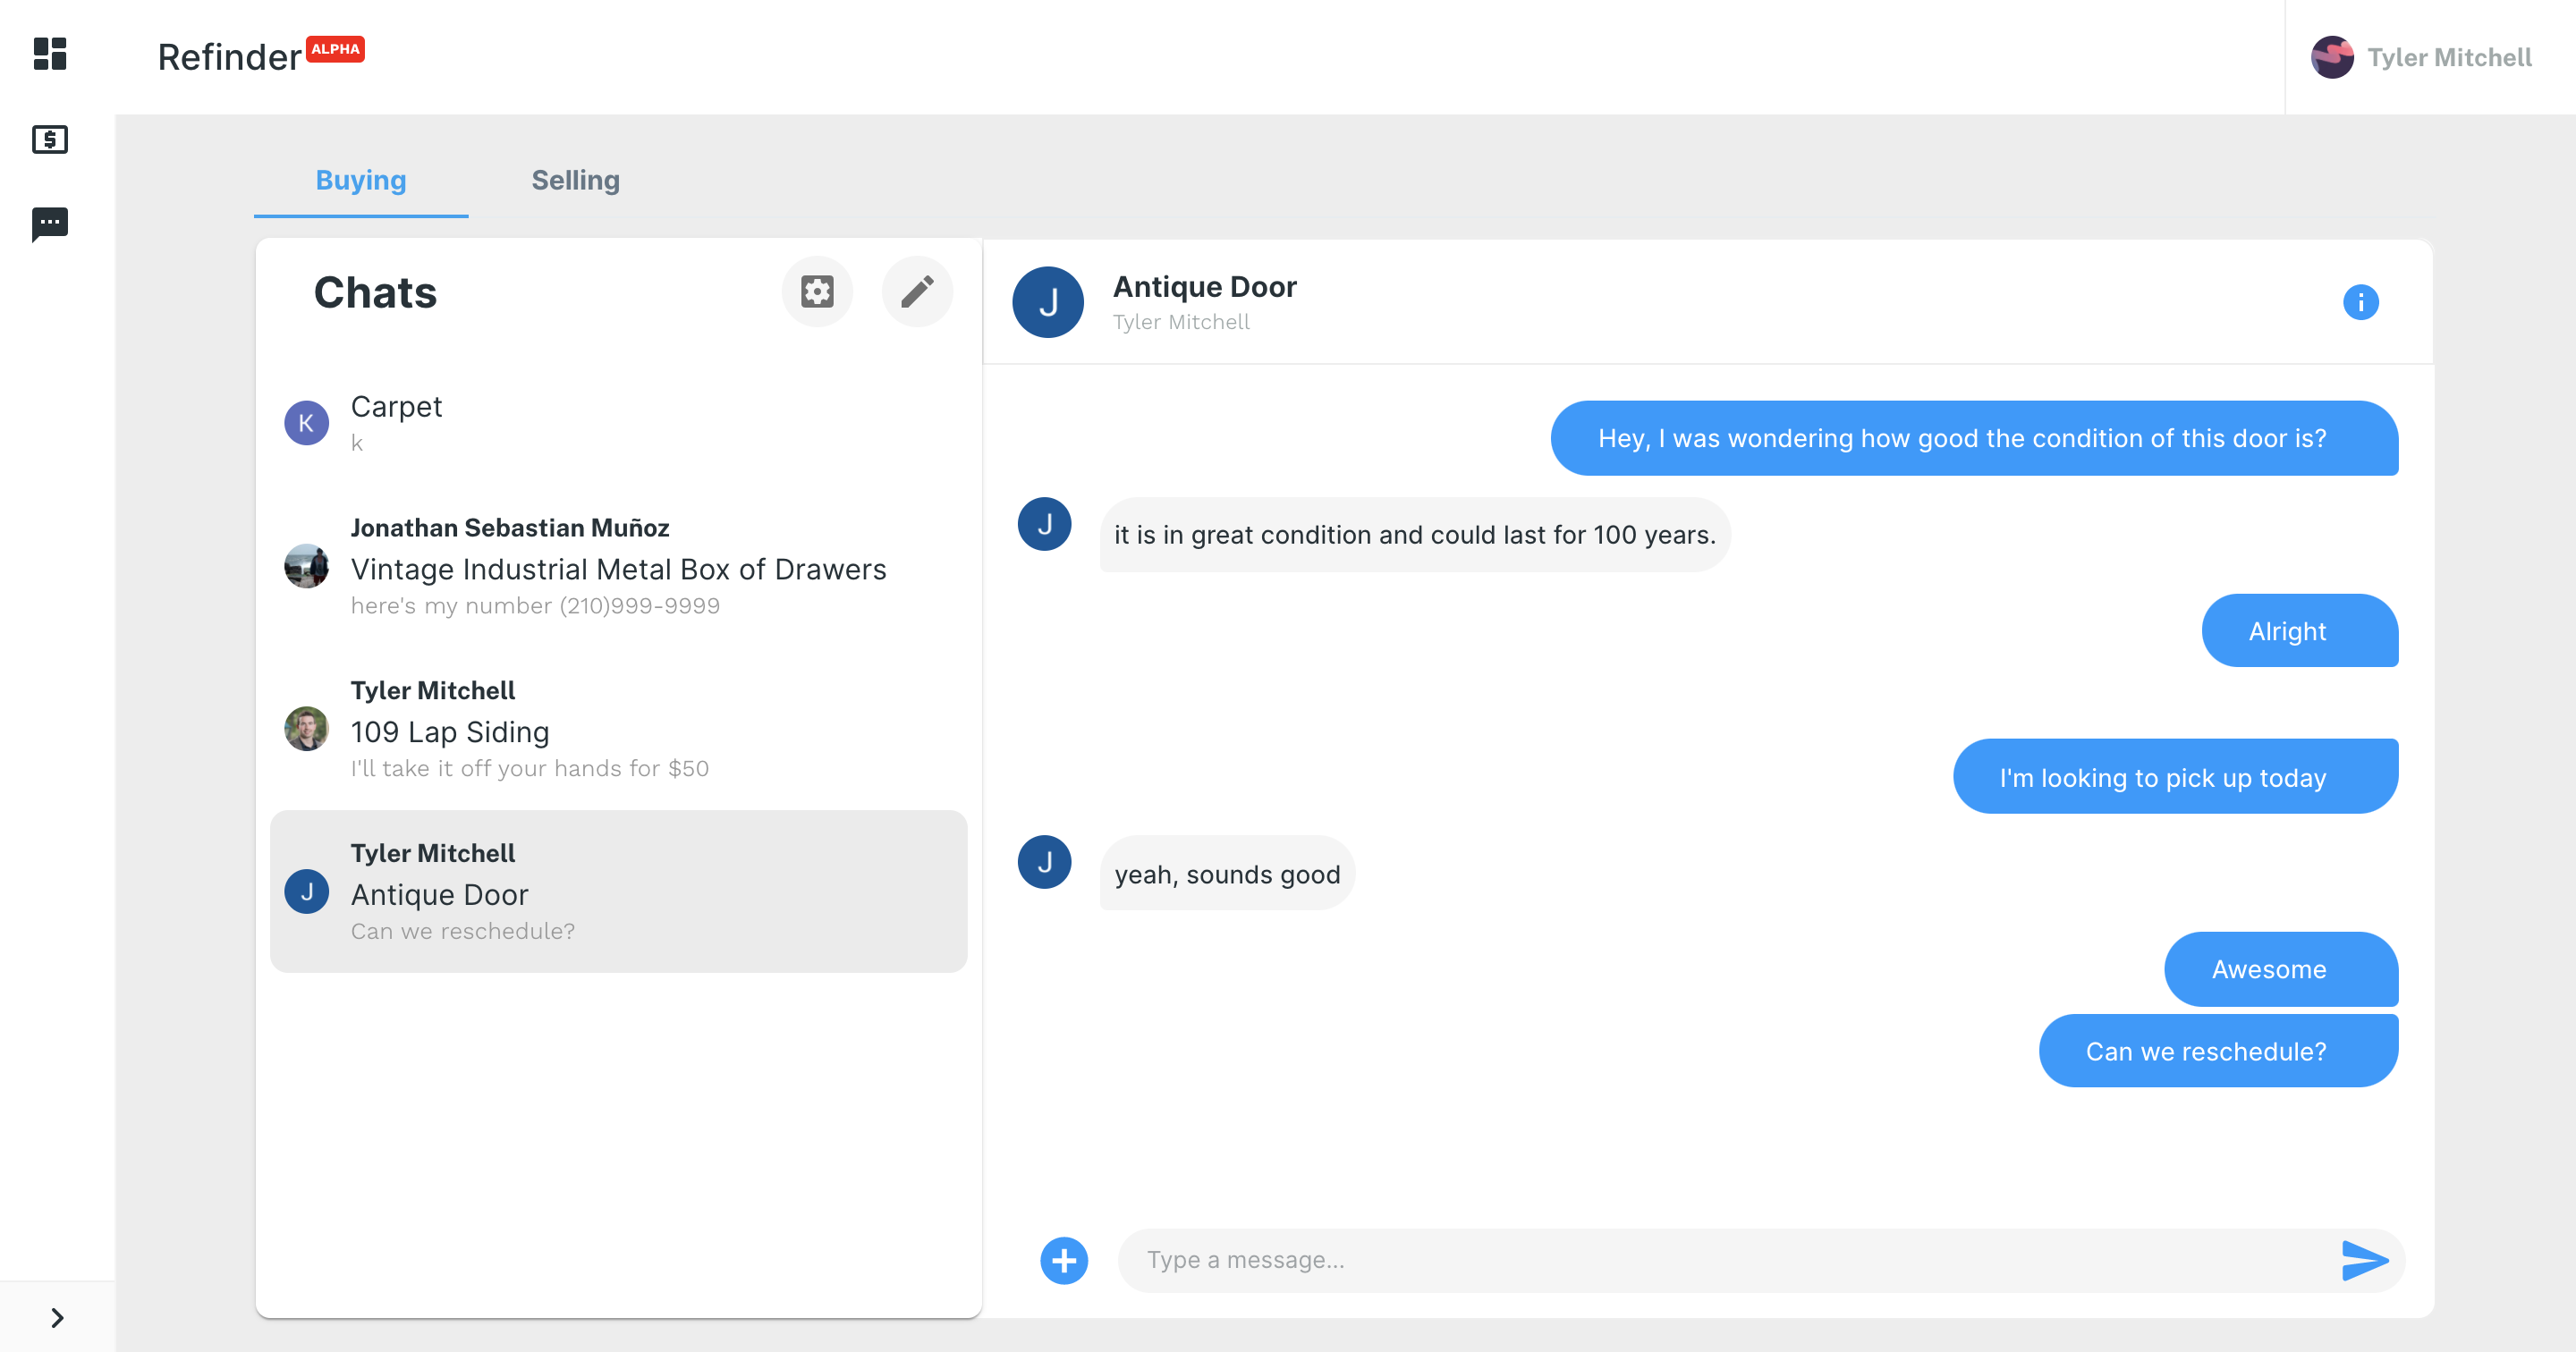 Refinder ALPHA
Tyler Mitchell
Buying Selling
Chats
K
Carpet
k
Jonathan Sebastian Muñoz
Vintage Industrial Metal Box of Drawers
here's my number (210)999-9999
Tyler Mitchell
109 Lap Siding
I'll take it off your hands for $50
J
Tyler Mitchell
Antique Door
Can we reschedule?
J
Antique Door
Tyler Mitchell
Hey, I was wondering how good the condition of this door is?
J
it is in great condition and could last for 100 years.
Alright
I'm looking to pick up today
J
yeah, sounds good
Awesome
Can we reschedule?
Type a message...